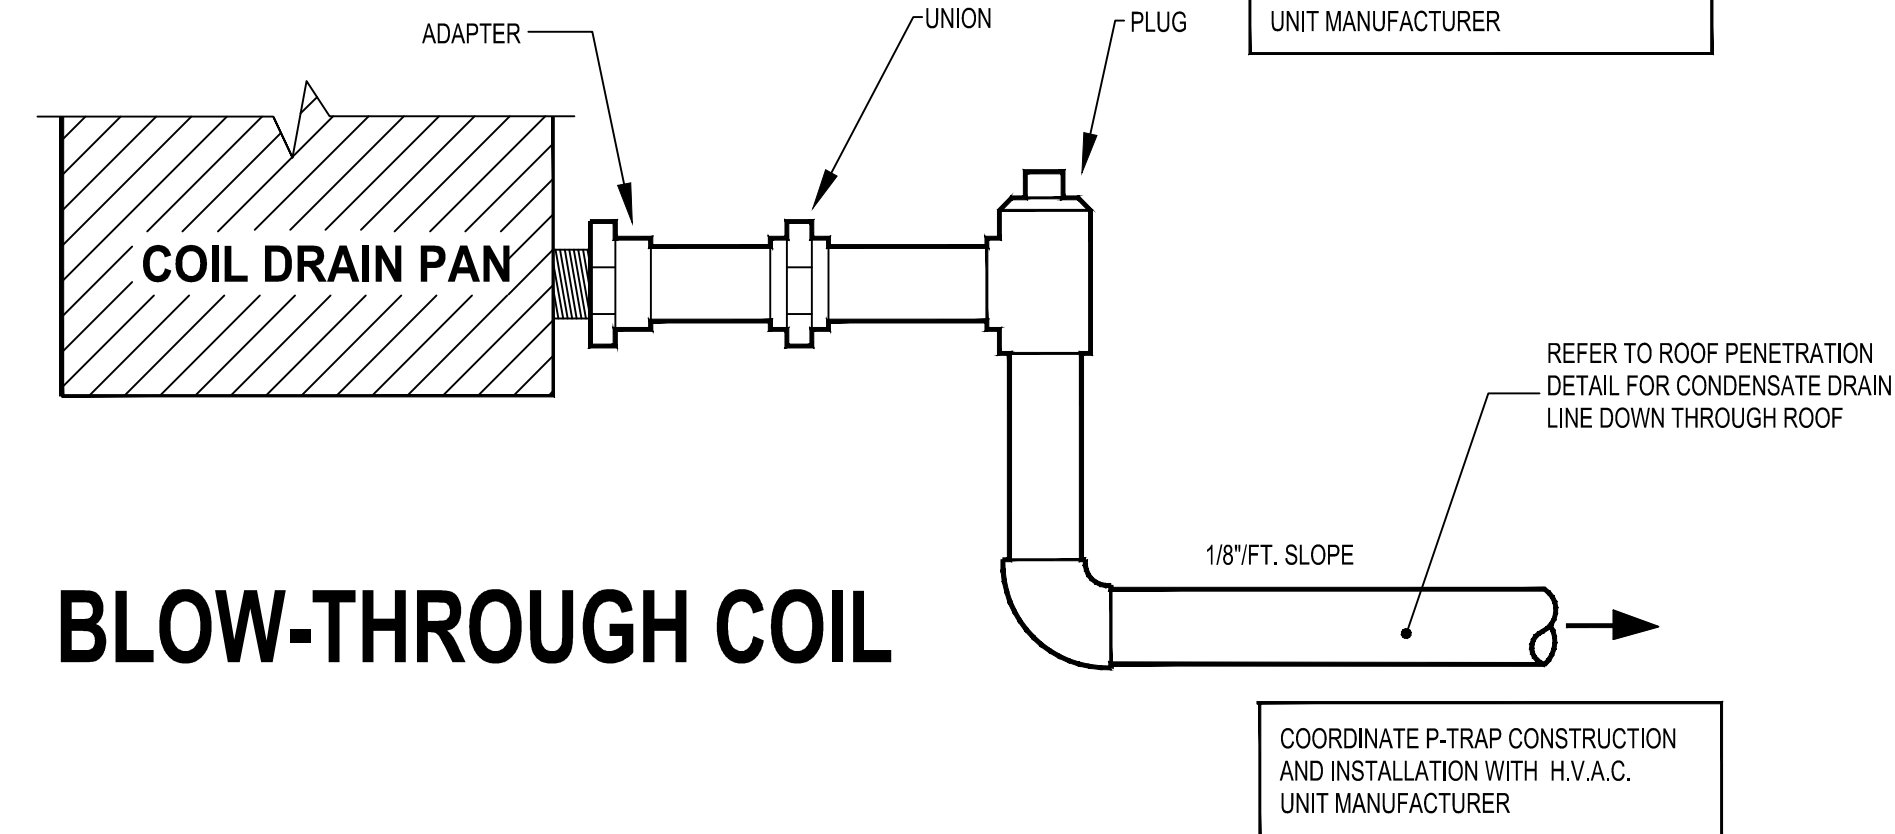 UNION
PLUG
UNIT MANUFACTURER
ADAPTER
COIL DRAIN PAN
REFER TO ROOF PENETRATION
DETAIL FOR CONDENSATE DRAIN
LINE DOWN THROUGH ROOF
1/8"/FT. SLOPE
BLOW-THROUGH COIL
COORDINATE P-TRAP CONSTRUCTION
AND INSTALLATION WITH H.V.A.C.
UNIT MANUFACTURER